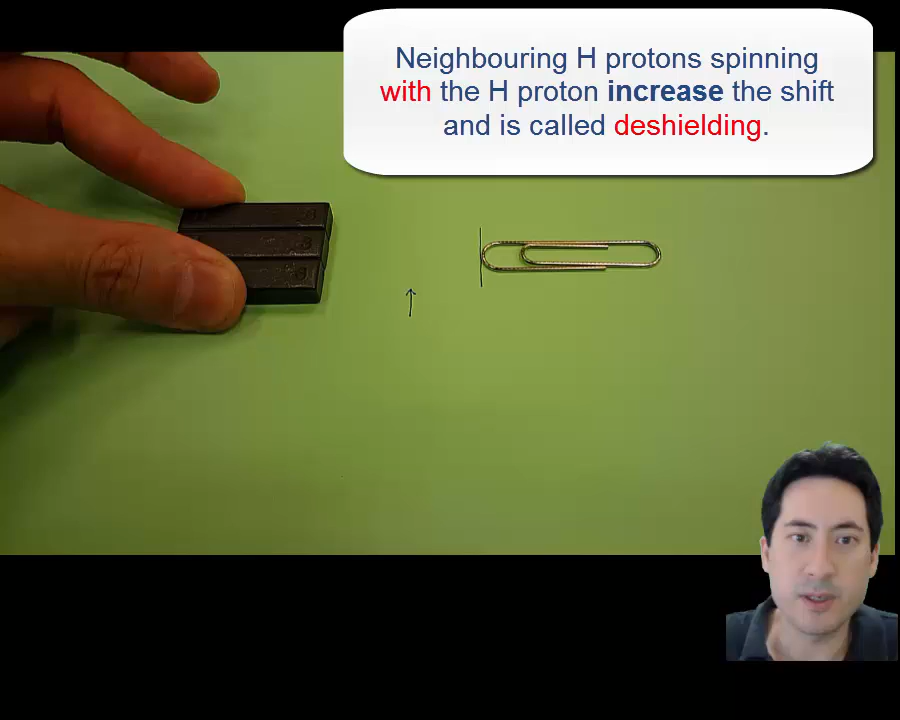 Neighbouring H protons spinning
with the H proton increase the shift
and is called deshielding.